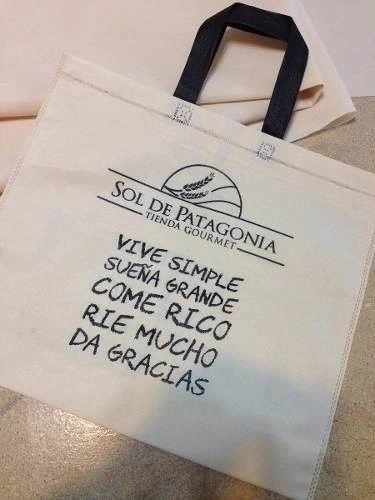 SOL DE PATAGONIA
TIENDA GOURMET
VIVE SIMPLE
SUEÑA GRANDE
COME RICO
RIE MUCHO
DA GRACIAS